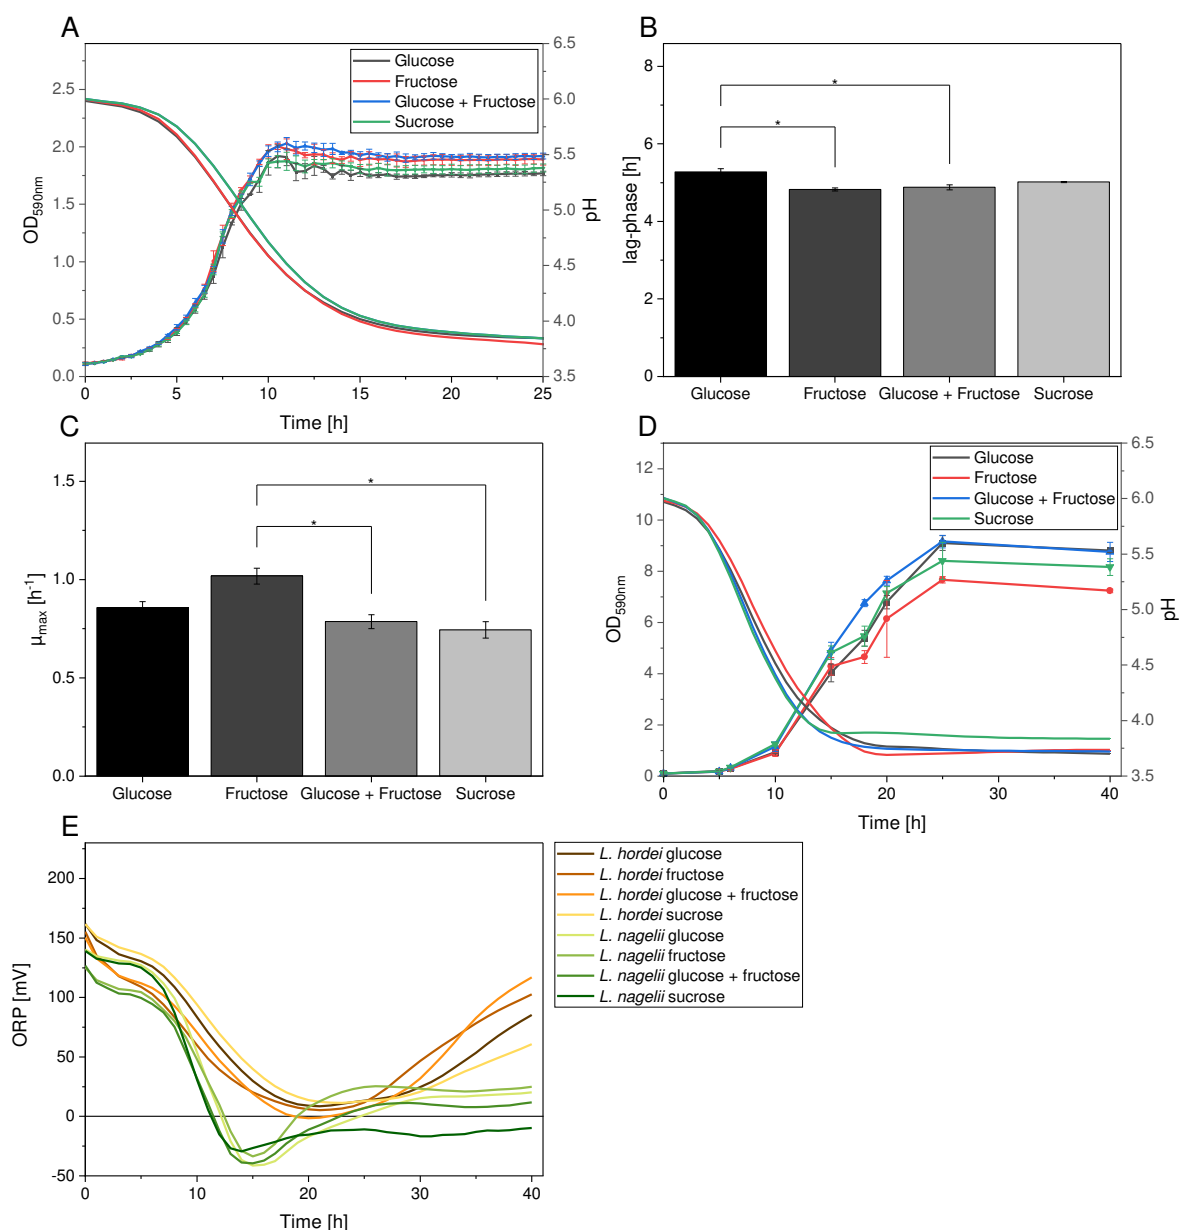 A
2.5
2.0
1.5
1.0
0.5
0.0
OD590nm
0
5
10
15
20
25
Time [h]
6.5
6.0
5.5
5.0
4.5
4.0
3.5
pH
Glucose
Fructose
Glucose + Fructose
Sucrose
B
8
6
4
2
0
lag-phase [h]
*
*
Glucose
Fructose
Glucose + Fructose
Sucrose
C
1.5
1.0
0.5
0.0
µmax [h-1]
*
*
Glucose
Fructose
Glucose + Fructose
Sucrose
D
12
10
8
6
4
2
0
OD590nm
0
10
20
30
40
Time [h]
6.5
6.0
5.5
5.0
4.5
4.0
3.5
pH
Glucose
Fructose
Glucose + Fructose
Sucrose
E
200
150
100
50
0
-50
ORP [mV]
0
10
20
30
40
Time [h]
L. hordei glucose
L. hordei fructose
L. hordei glucose + fructose
L. hordei sucrose
L. nagelii glucose
L. nagelii fructose
L. nagelii glucose + fructose
L. nagelii sucrose